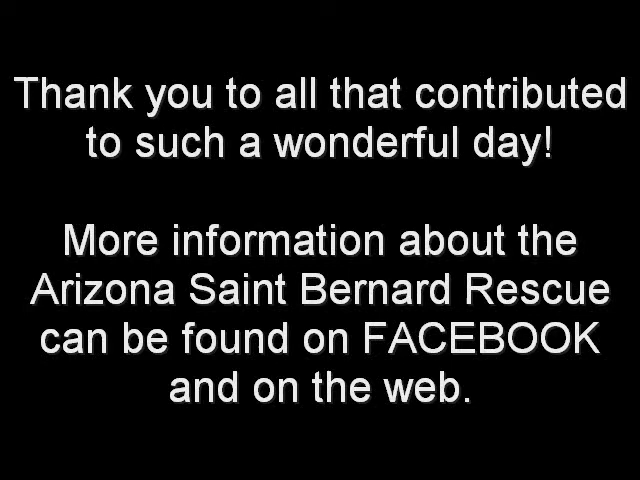 Thank you to all that contributed
to such a wonderful day!
More information about the
Arizona Saint Bernard Rescue
can be found on FACEBOOK
and on the web.